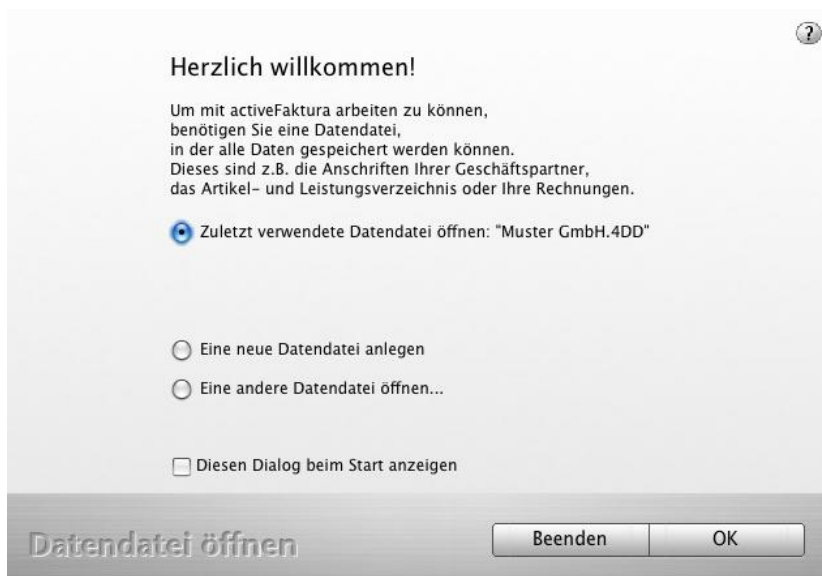 ?
Herzlich willkommen!
Um mit activeFaktura arbeiten zu können,
benötigen Sie eine Datendatei,
in der alle Daten gespeichert werden können.
Dieses sind z.B. die Anschriften Ihrer Geschäftspartner,
das Artikel- und Leistungsverzeichnis oder Ihre Rechnungen.
Zuletzt verwendete Datendatei öffnen: "Muster GmbH.4DD"
Eine neue Datendatei anlegen
Eine andere Datendatei öffnen...
Diesen Dialog beim Start anzeigen
Datendatei öffnen
Beenden
OK